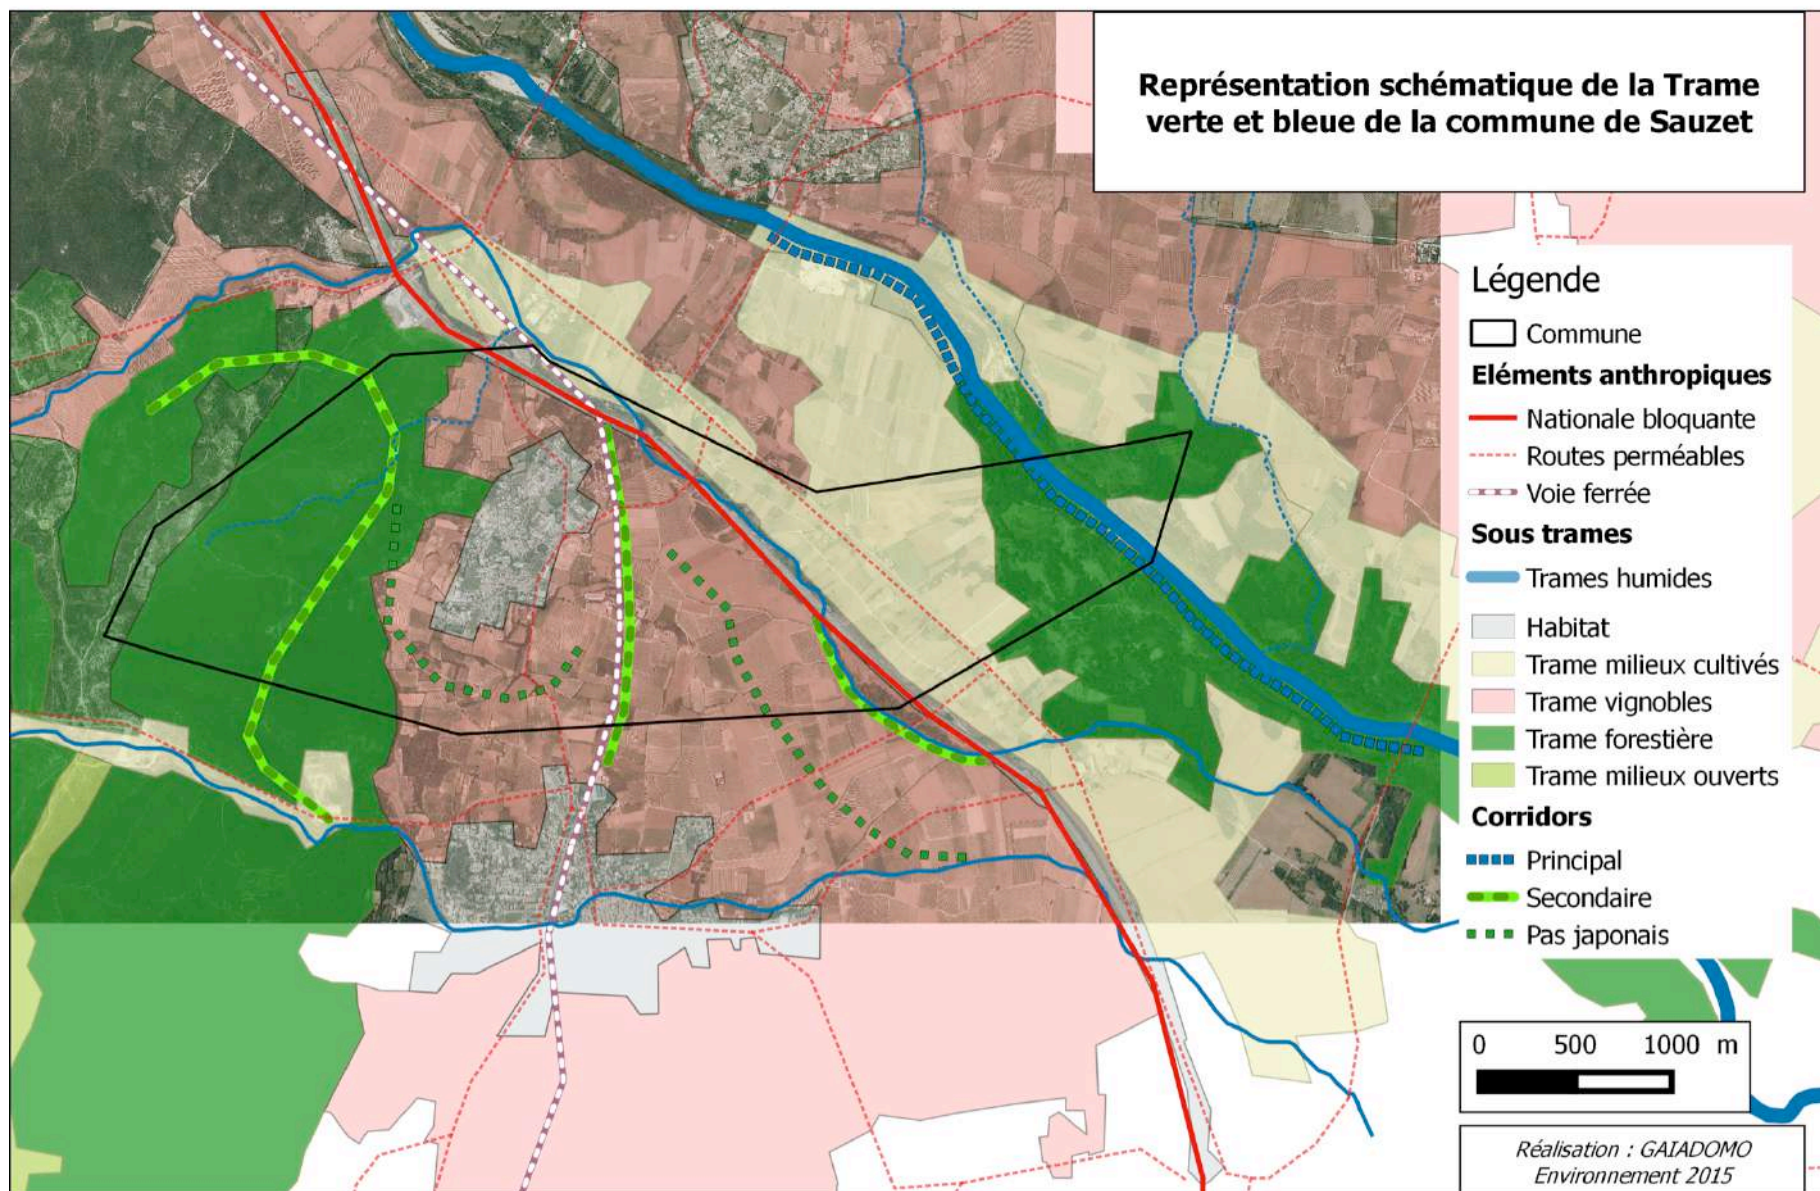 Représentation schématique de la Trame
verte et bleue de la commune de Sauzet
Légende
Commune
Eléments anthropiques
Nationale bloquante
Routes perméables
Voie ferrée
Sous trames
Trames humides
Habitat
Trame milieux cultivés
Trame vignobles
Trame forestière
Trame milieux ouverts
Corridors
Principal
Secondaire
Pas japonais
0 500 1000 m
Réalisation : GAIADOMO
Environnement 2015